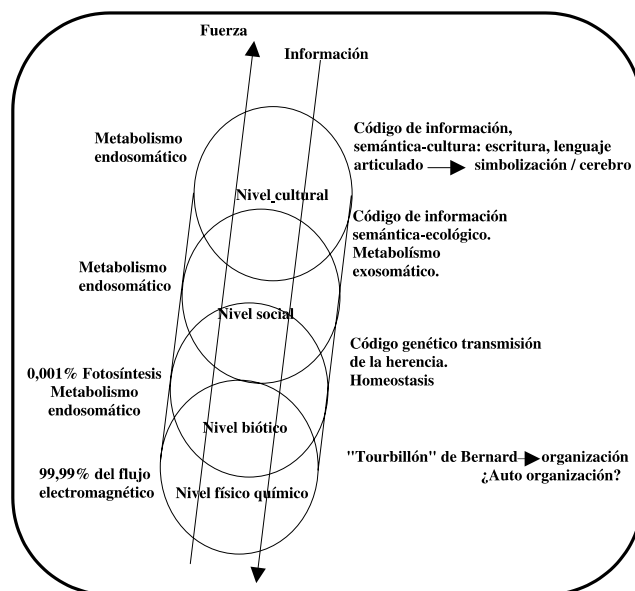 Fuerza
Información
Metabolismo
endosomático
Código de información,
semántica-cultura: escritura, lenguaje
articulado simbolización / cerebro
Nivel cultural
Código de información
semántica-ecológico.
Metabolísmo
exosomático.
Metabolismo
endosomático
Nivel social
Código genético transmisión
de la herencia.
Homeostasis
0,001% Fotosíntesis
Metabolismo
endosomático
Nivel biótico
"Tourbillón" de Bernard organización
¿Auto organización?
99,99% del flujo
electromagnético
Nivel físico químico